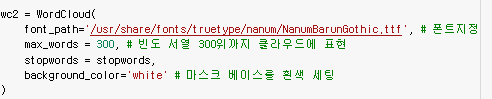 wc2 = WordCloud(
    font_path='/usr/share/fonts/truetype/nanum/NanumBarunGothic.ttf', # 폰트지정
    max_words = 300, # 빈도 서열 300위까지 클라우드에 표현
    stopwords = stopwords,
    background_color='white' # 마스크 베이스를 흰색 세팅
)